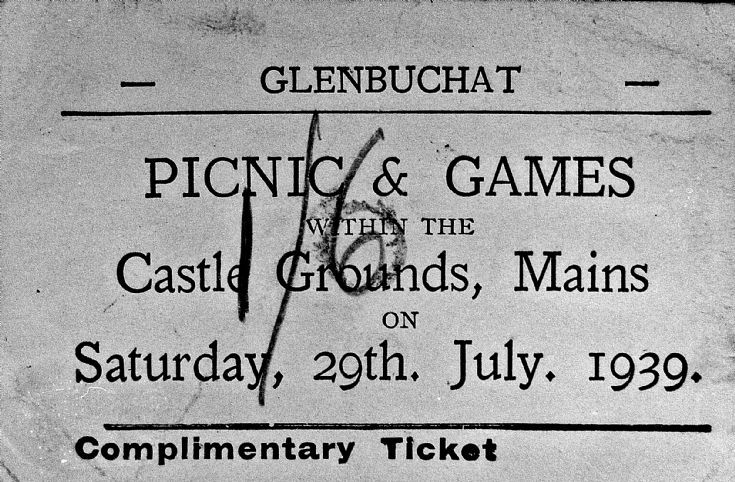 — GLENBUCHAT —
PICNIC & GAMES
WITHIN THE
Castle Grounds, Mains
ON
Saturday, 29th. July. 1939.
Complimentary Ticket
1/6